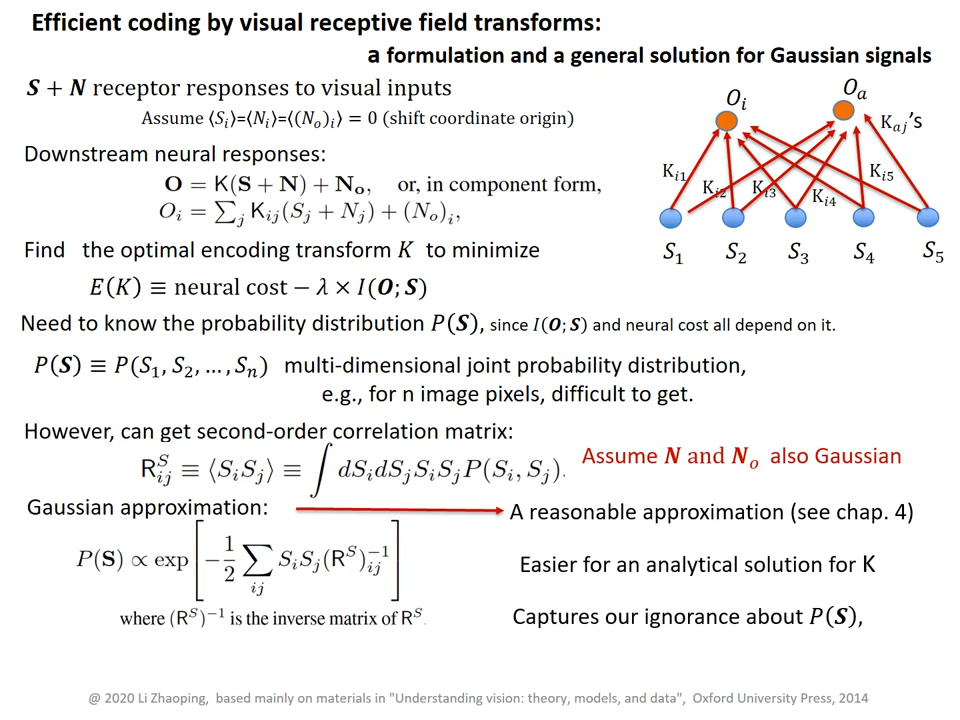 Efficient coding by visual receptive field transforms:
a formulation and a general solution for Gaussian signals
S + N receptor responses to visual inputs
Assume ⟨S_i⟩=⟨N_i⟩=⟨(N_o)_i⟩ = 0 (shift coordinate origin)
Downstream neural responses:
O = K(S + N) + N_o, or, in component form,
O_i = ∑_j K_ij(S_j + N_j) + (N_o)_i,
O_i
O_a
K_aj's
K_i1
K_i2
K_i3
K_i4
K_i5
S_1
S_2
S_3
S_4
S_5
Find the optimal encoding transform K to minimize
E(K) ≡ neural cost − λ × I(O; S)
Need to know the probability distribution P(S), since I(O; S) and neural cost all depend on it.
P(S) ≡ P(S_1, S_2, …, S_n) multi-dimensional joint probability distribution,
e.g., for n image pixels, difficult to get.
However, can get second-order correlation matrix:
R^S_ij ≡ ⟨S_i S_j⟩ ≡ ∫ dS_i dS_j S_i S_j P(S_i, S_j).
Assume N and N_o also Gaussian
Gaussian approximation:
A reasonable approximation (see chap. 4)
P(S) ∝ exp [ −1/2 ∑_ij S_i S_j (R^S)^−1_ij ]
Easier for an analytical solution for K
where (R^S)^−1 is the inverse matrix of R^S.
Captures our ignorance about P(S),
@ 2020 Li Zhaoping, based mainly on materials in "Understanding vision: theory, models, and data", Oxford University Press, 2014